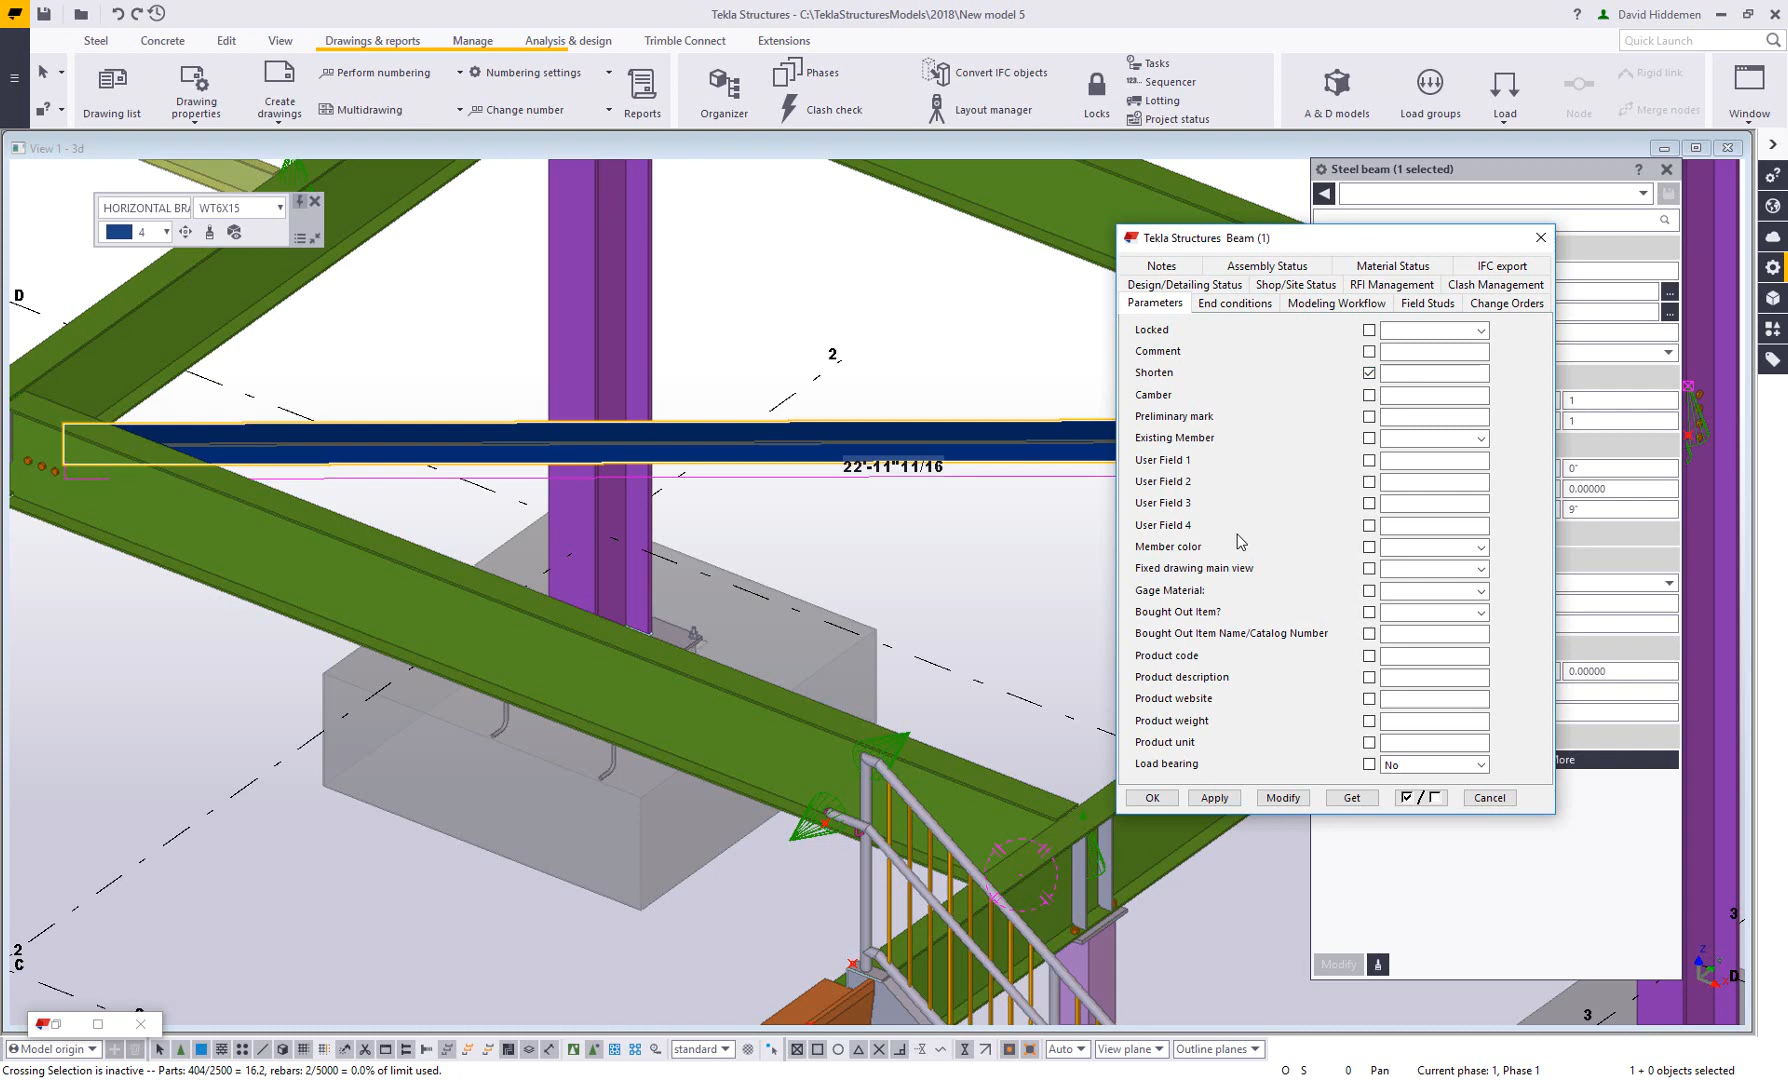 Tekla Structures - C:\TeklaStructuresModels\2018\New model 5
? David Hiddemen
Steel Concrete Edit View Drawings & reports Manage Analysis & design Trimble Connect Extensions
Quick Launch
Drawing list
Drawing properties
Create drawings
Perform numbering
Multidrawing
Numbering settings
Change number
Reports
Organizer
Phases
Clash check
Convert IFC objects
Layout manager
Locks
Tasks
123... Sequencer
Lotting
Project status
A & D models
Load groups
Load
Node
Rigid link
Merge nodes
Window
View 1 - 3d
HORIZONTAL BRA WT6X15
4
Steel beam (1 selected)
?
Tekla Structures Beam (1)
Notes Assembly Status Material Status IFC export
Design/Detailing Status Shop/Site Status RFI Management Clash Management
Parameters End conditions Modeling Workflow Field Studs Change Orders
Locked
Comment
Shorten
Camber
Preliminary mark
Existing Member
User Field 1
User Field 2
User Field 3
User Field 4
Member color
Fixed drawing main view
Gage Material:
Bought Out Item?
Bought Out Item Name/Catalog Number
Product code
Product description
Product website
Product weight
Product unit
Load bearing No
OK Apply Modify Get / Cancel
...
...
1
1
0"
0.00000
9"
0.00000
ore
Modify
D
2
22'-11"11/16
2
C
3
3
Z
D
Model origin
standard
Auto
View plane
Outline planes
Crossing Selection is inactive -- Parts: 404/2500 = 16.2, rebars: 2/5000 = 0.0% of limit used.
O S 0 Pan Current phase: 1, Phase 1 1 + 0 objects selected